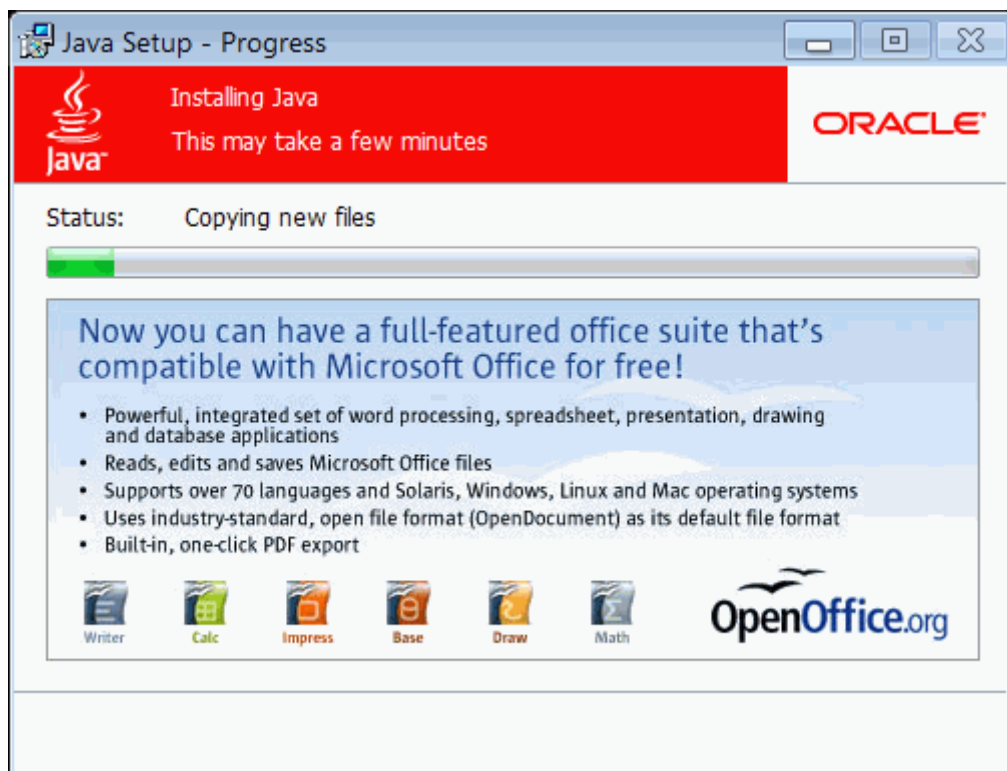 Java Setup - Progress
Installing Java
This may take a few minutes
Java
ORACLE
Status: Copying new files
Now you can have a full-featured office suite that's
compatible with Microsoft Office for free!
• Powerful, integrated set of word processing, spreadsheet, presentation, drawing
and database applications
• Reads, edits and saves Microsoft Office files
• Supports over 70 languages and Solaris, Windows, Linux and Mac operating systems
• Uses industry-standard, open file format (OpenDocument) as its default file format
• Built-in, one-click PDF export
Writer Calc Impress Base Draw Math
OpenOffice.org